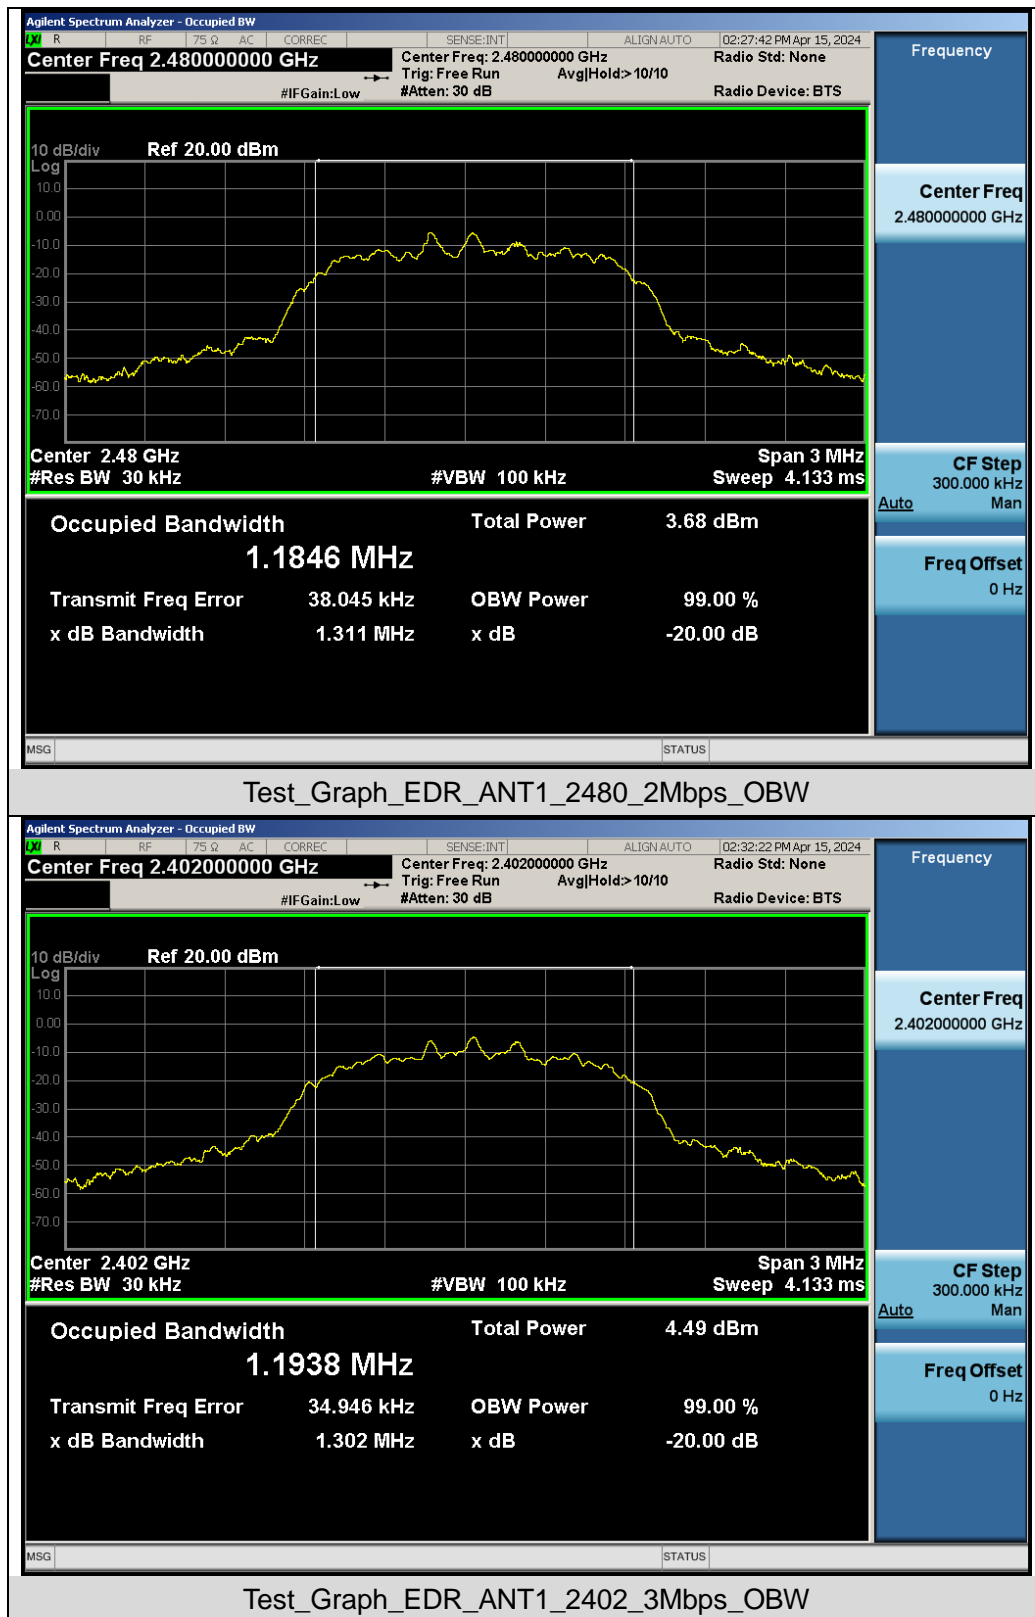 Agilent Spectrum Analyzer - Occupied BW
LXI R RF 75 Ω AC CORREC SENSE:INT ALIGN AUTO 02:27:42 PM Apr 15, 2024
Center Freq 2.480000000 GHz
Center Freq: 2.480000000 GHz Radio Std: None
Trig: Free Run Avg|Hold:>10/10
#IFGain:Low #Atten: 30 dB Radio Device: BTS
Frequency
10 dB/div Ref 20.00 dBm
Log
10.0
0.00
-10.0
-20.0
-30.0
-40.0
-50.0
-60.0
-70.0
Center 2.48 GHz Span 3 MHz
#Res BW 30 kHz #VBW 100 kHz Sweep 4.133 ms
Center Freq
2.480000000 GHz
CF Step
300.000 kHz
Auto Man
Freq Offset
0 Hz
Occupied Bandwidth Total Power 3.68 dBm
1.1846 MHz
Transmit Freq Error 38.045 kHz OBW Power 99.00 %
x dB Bandwidth 1.311 MHz x dB -20.00 dB
MSG STATUS
Test_Graph_EDR_ANT1_2480_2Mbps_OBW
Agilent Spectrum Analyzer - Occupied BW
LXI R RF 75 Ω AC CORREC SENSE:INT ALIGN AUTO 02:32:22 PM Apr 15, 2024
Center Freq 2.402000000 GHz
Center Freq: 2.402000000 GHz Radio Std: None
Trig: Free Run Avg|Hold:>10/10
#IFGain:Low #Atten: 30 dB Radio Device: BTS
Frequency
10 dB/div Ref 20.00 dBm
Log
10.0
0.00
-10.0
-20.0
-30.0
-40.0
-50.0
-60.0
-70.0
Center 2.402 GHz Span 3 MHz
#Res BW 30 kHz #VBW 100 kHz Sweep 4.133 ms
Center Freq
2.402000000 GHz
CF Step
300.000 kHz
Auto Man
Freq Offset
0 Hz
Occupied Bandwidth Total Power 4.49 dBm
1.1938 MHz
Transmit Freq Error 34.946 kHz OBW Power 99.00 %
x dB Bandwidth 1.302 MHz x dB -20.00 dB
MSG STATUS
Test_Graph_EDR_ANT1_2402_3Mbps_OBW